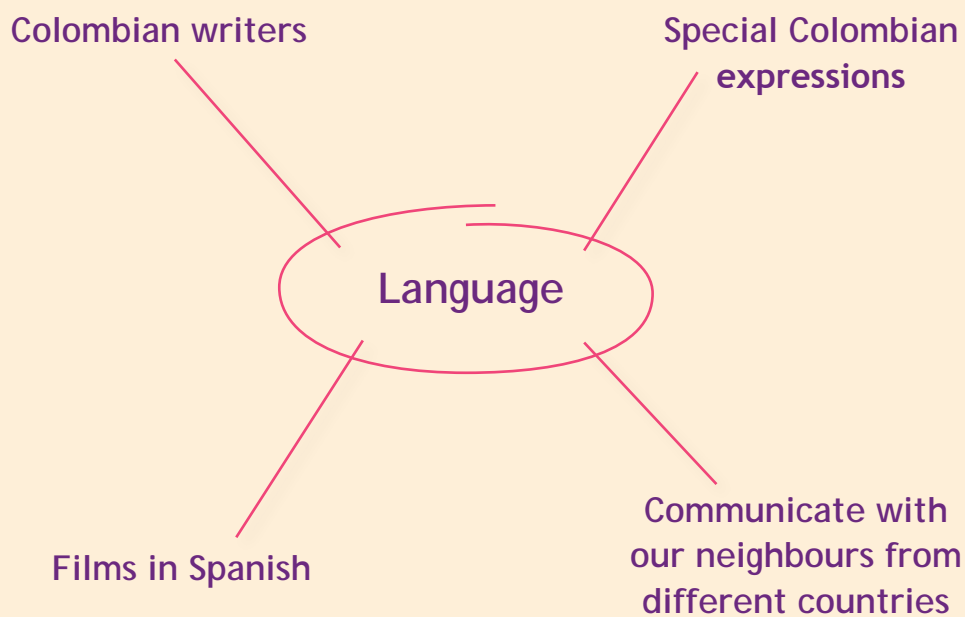 Colombian writers
Special Colombian
expressions
Language
Films in Spanish
Communicate with
our neighbours from
different countries